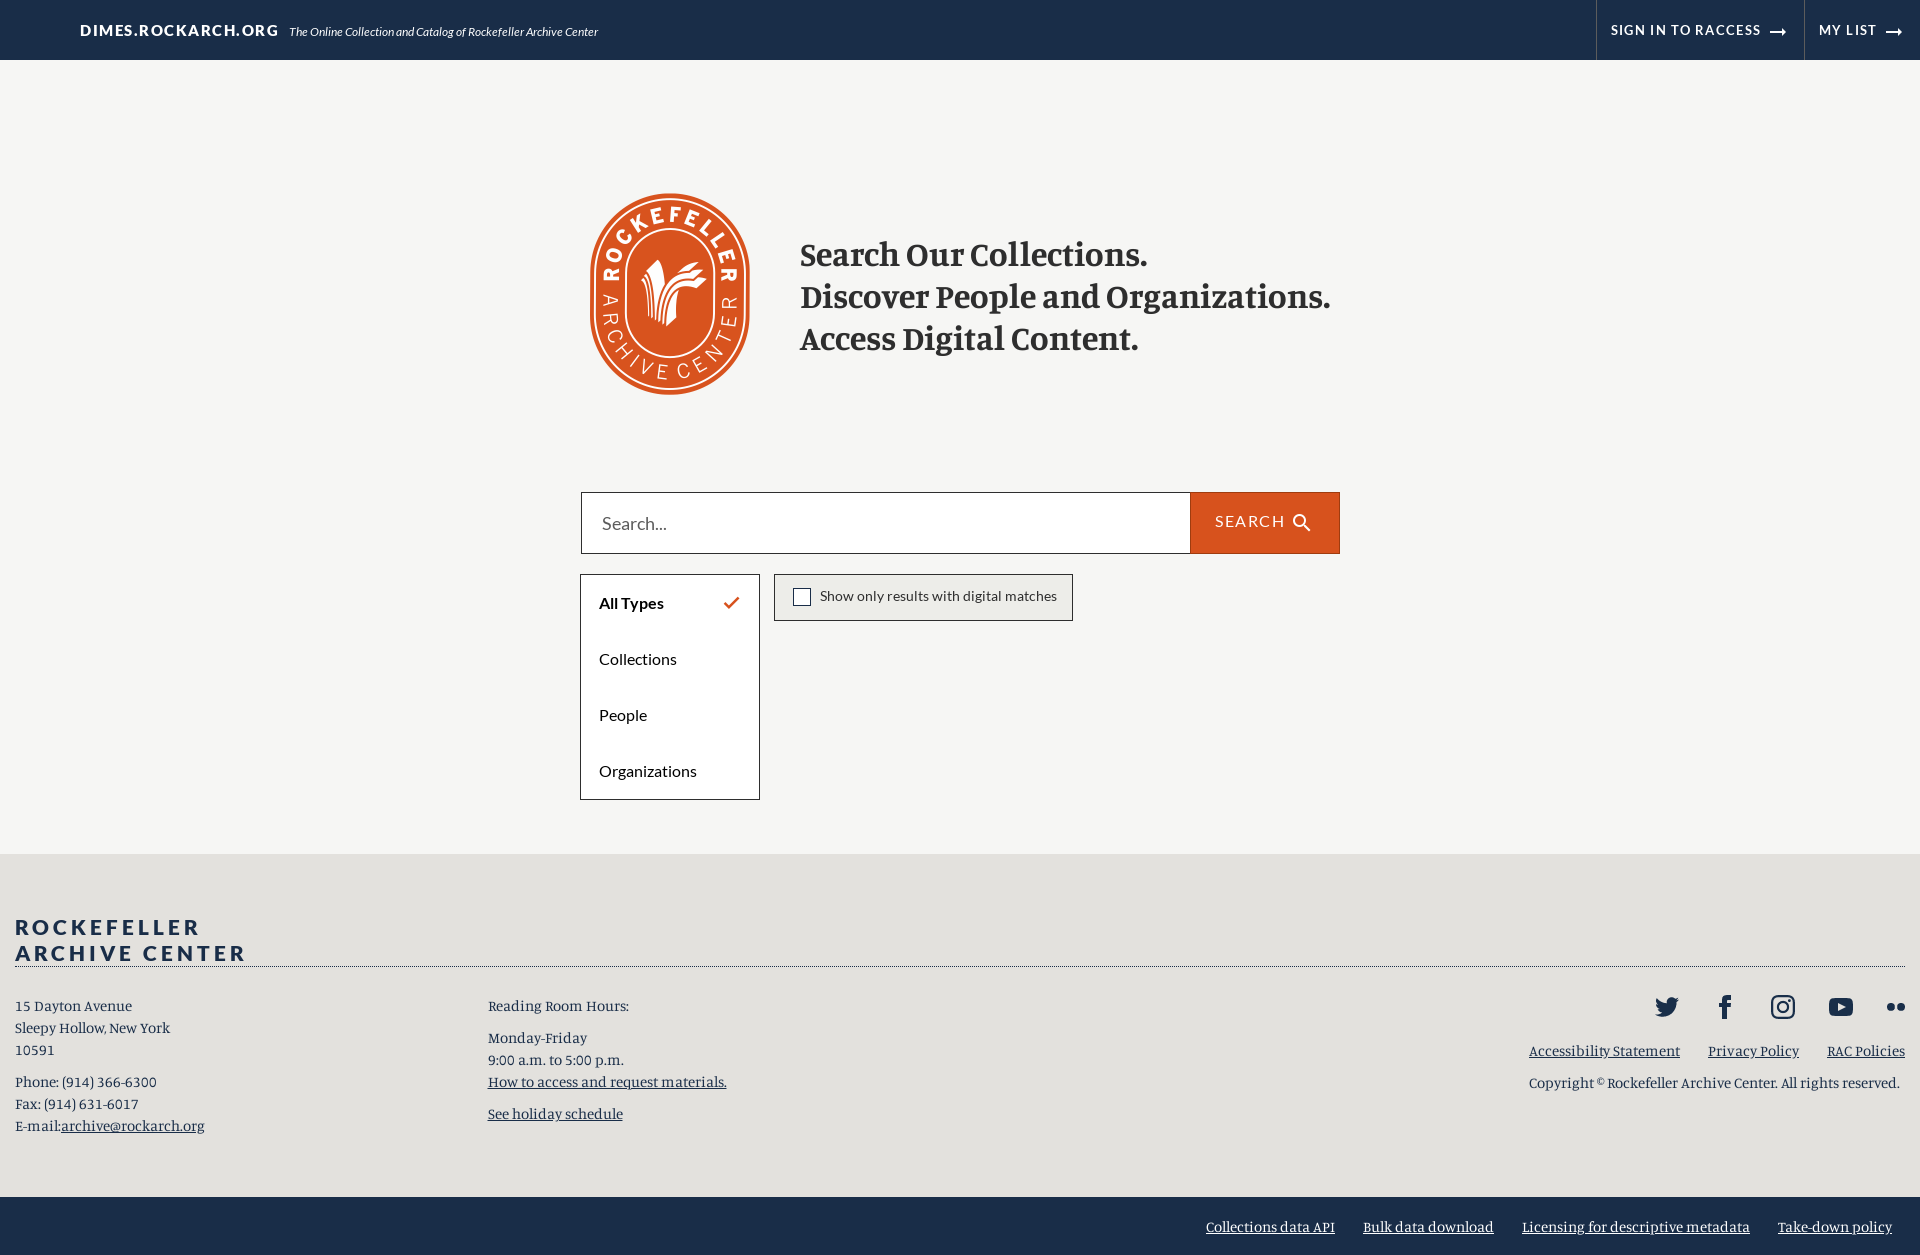 DIMES.ROCKARCH.ORG The Online Collection and Catalog of Rockefeller Archive Center
SIGN IN TO RACCESS
MY LIST
ROCKEFELLER
ARCHIVE CENTER
Search Our Collections.
Discover People and Organizations.
Access Digital Content.
Search...
SEARCH
All Types
Show only results with digital matches
Collections
People
Organizations
ROCKEFELLER
ARCHIVE CENTER
15 Dayton Avenue
Sleepy Hollow, New York
10591
Phone: (914) 366-6300
Fax: (914) 631-6017
E-mail:archive@rockarch.org
Reading Room Hours:
Monday-Friday
9:00 a.m. to 5:00 p.m.
How to access and request materials.
See holiday schedule
Accessibility Statement
Privacy Policy
RAC Policies
Copyright © Rockefeller Archive Center. All rights reserved.
Collections data API
Bulk data download
Licensing for descriptive metadata
Take-down policy